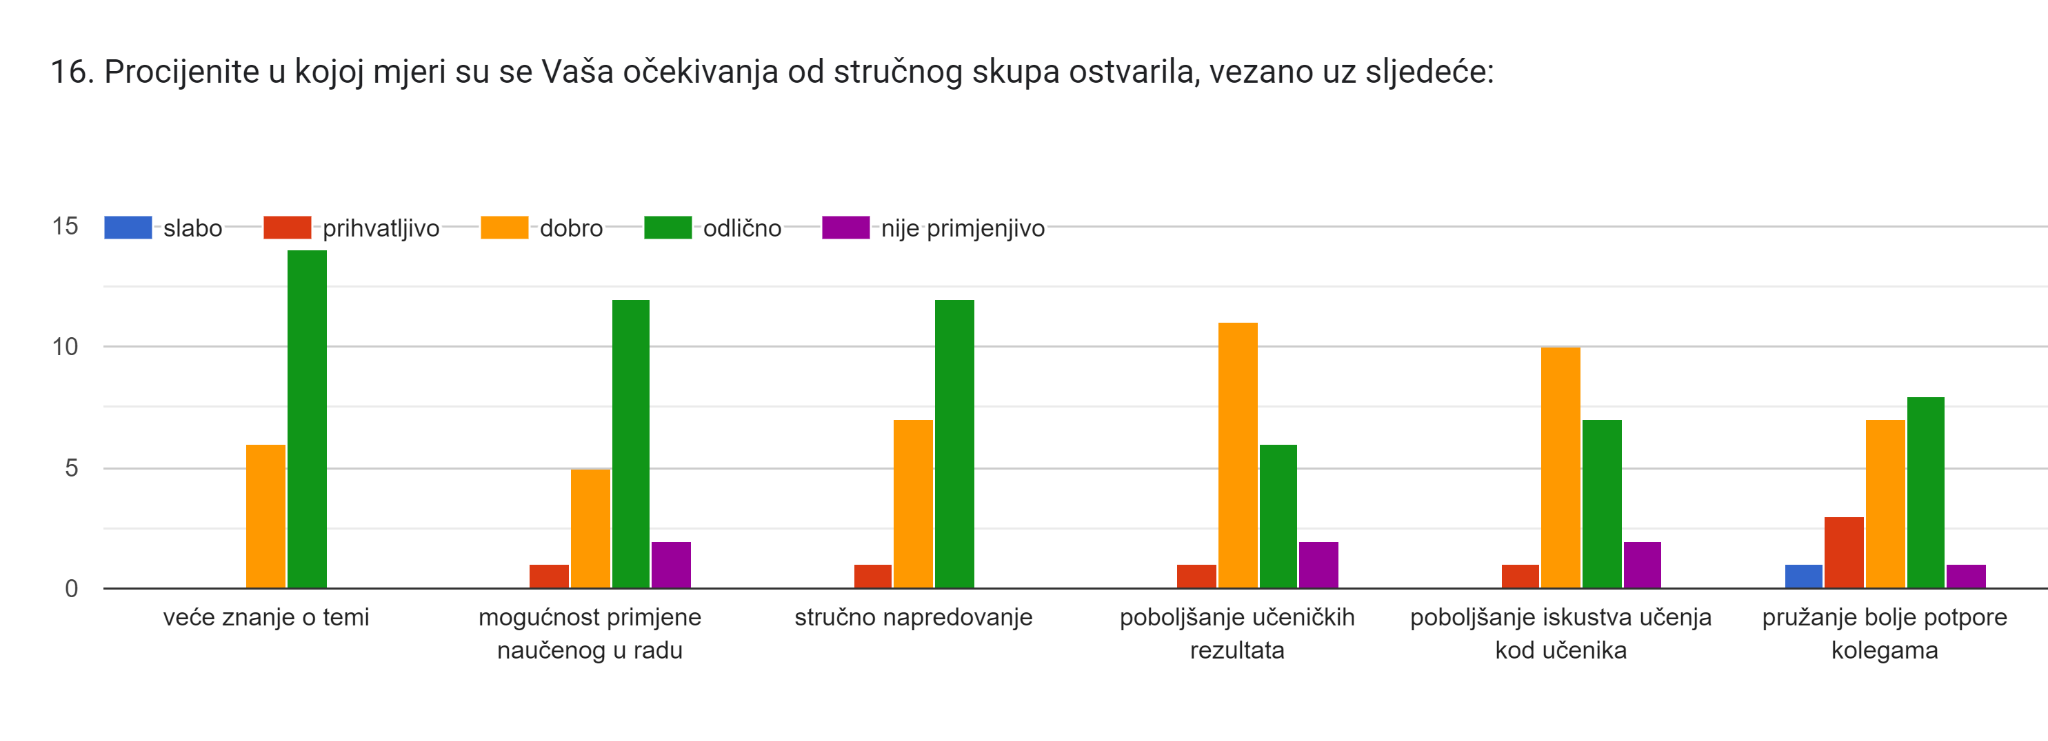 16. Procijenite u kojoj mjeri su se Vaša očekivanja od stručnog skupa ostvarila, vezano uz sljedeće:
15
slabo prihvatljivo dobro odlično nije primjenjivo
10
5
0
veće znanje o temi mogućnost primjene stručno napredovanje poboljšanje učeničkih poboljšanje iskustva učenja pružanje bolje potpore
naučenog u radu rezultata kod učenika kolegama